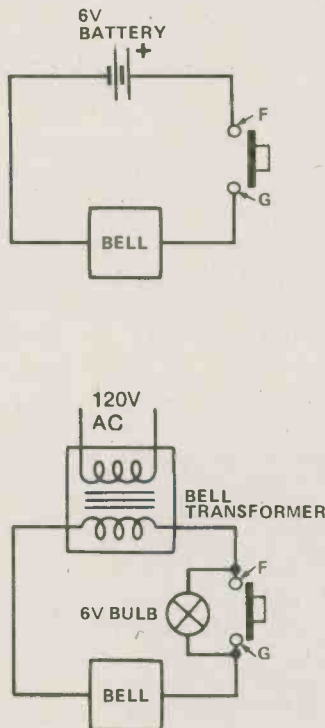 6V
BATTERY
+
F
G
BELL
120V
AC
BELL
TRANSFORMER
F
6V BULB
G
BELL